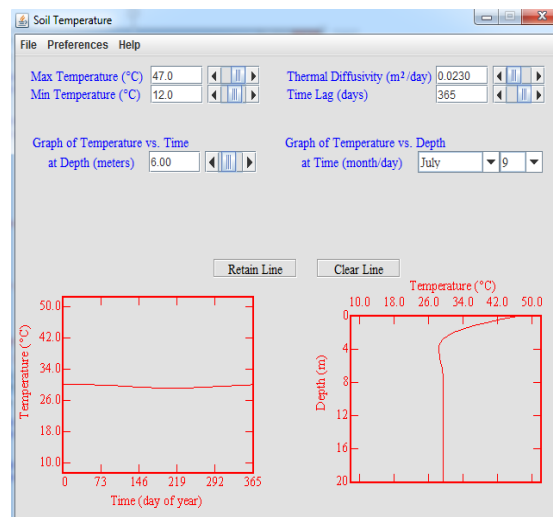 Soil Temperature
File Preferences Help
Max Temperature (°C) 47.0
Thermal Diffusivity (m²/day) 0.0230
Min Temperature (°C) 12.0
Time Lag (days) 365
Graph of Temperature vs. Time
at Depth (meters) 6.00
Graph of Temperature vs. Depth
at Time (month/day) July 9
Retain Line Clear Line
Temperature (°C)
50.0
42.0
34.0
26.0
18.0
10.0
0 73 146 219 292 365
Time (day of year)
Temperature (°C)
10.0 18.0 26.0 34.0 42.0 50.0
Depth (m)
0
4
8
12
16
20